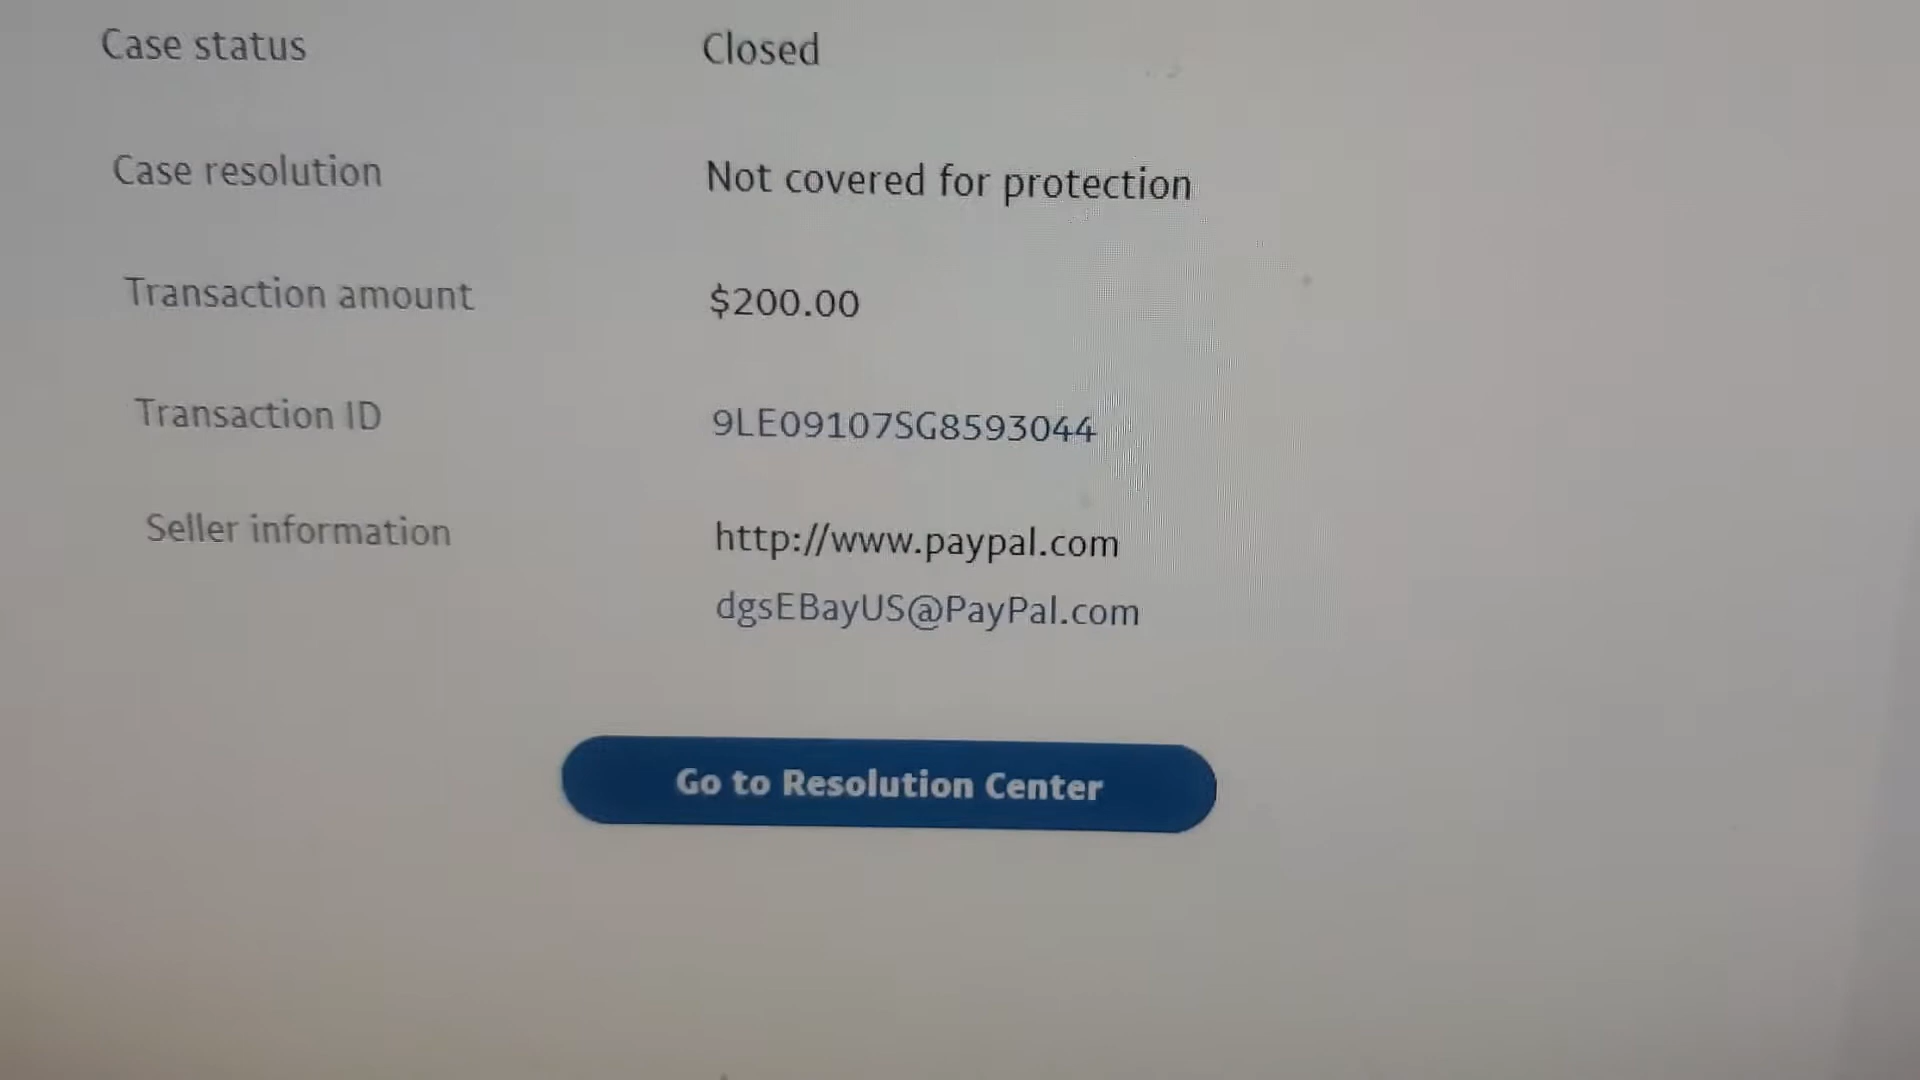 Case status Closed
Case resolution Not covered for protection
Transaction amount $200.00
Transaction ID 9LE09107SG8593044
Seller information http://www.paypal.com
dgsEBayUS@PayPal.com
Go to Resolution Center